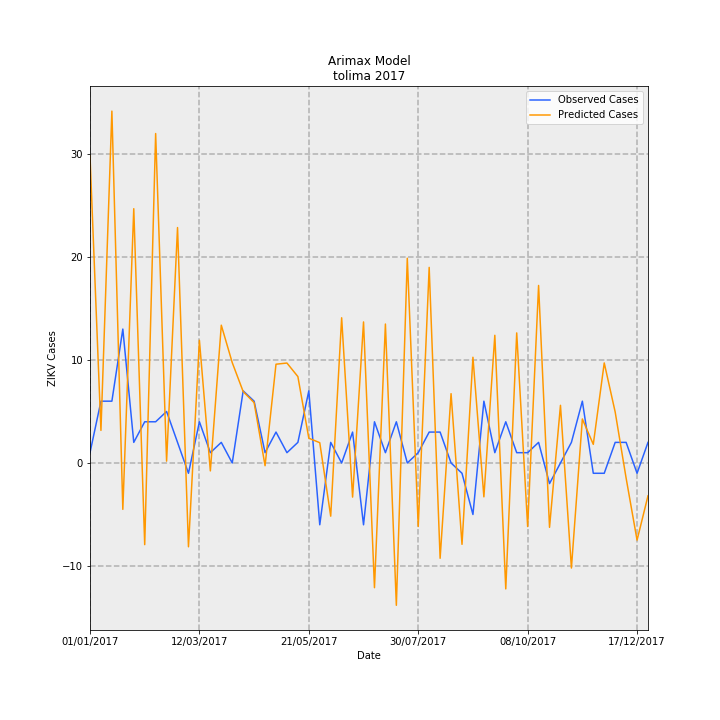 Arimax Model
tolima 2017
Observed Cases
Predicted Cases
ZIKV Cases
30
20
10
0
−10
01/01/2017 12/03/2017 21/05/2017 30/07/2017 08/10/2017 17/12/2017
Date